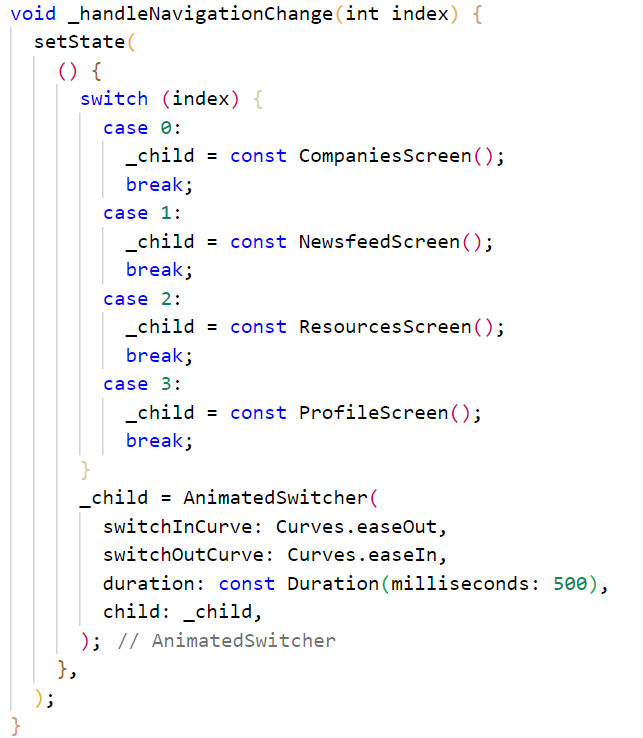 void _handleNavigationChange(int index) {
  setState(
    () {
      switch (index) {
        case 0:
          _child = const CompaniesScreen();
          break;
        case 1:
          _child = const NewsfeedScreen();
          break;
        case 2:
          _child = const ResourcesScreen();
          break;
        case 3:
          _child = const ProfileScreen();
          break;
      }
      _child = AnimatedSwitcher(
        switchInCurve: Curves.easeOut,
        switchOutCurve: Curves.easeIn,
        duration: const Duration(milliseconds: 500),
        child: _child,
      ); // AnimatedSwitcher
    },
  );
}